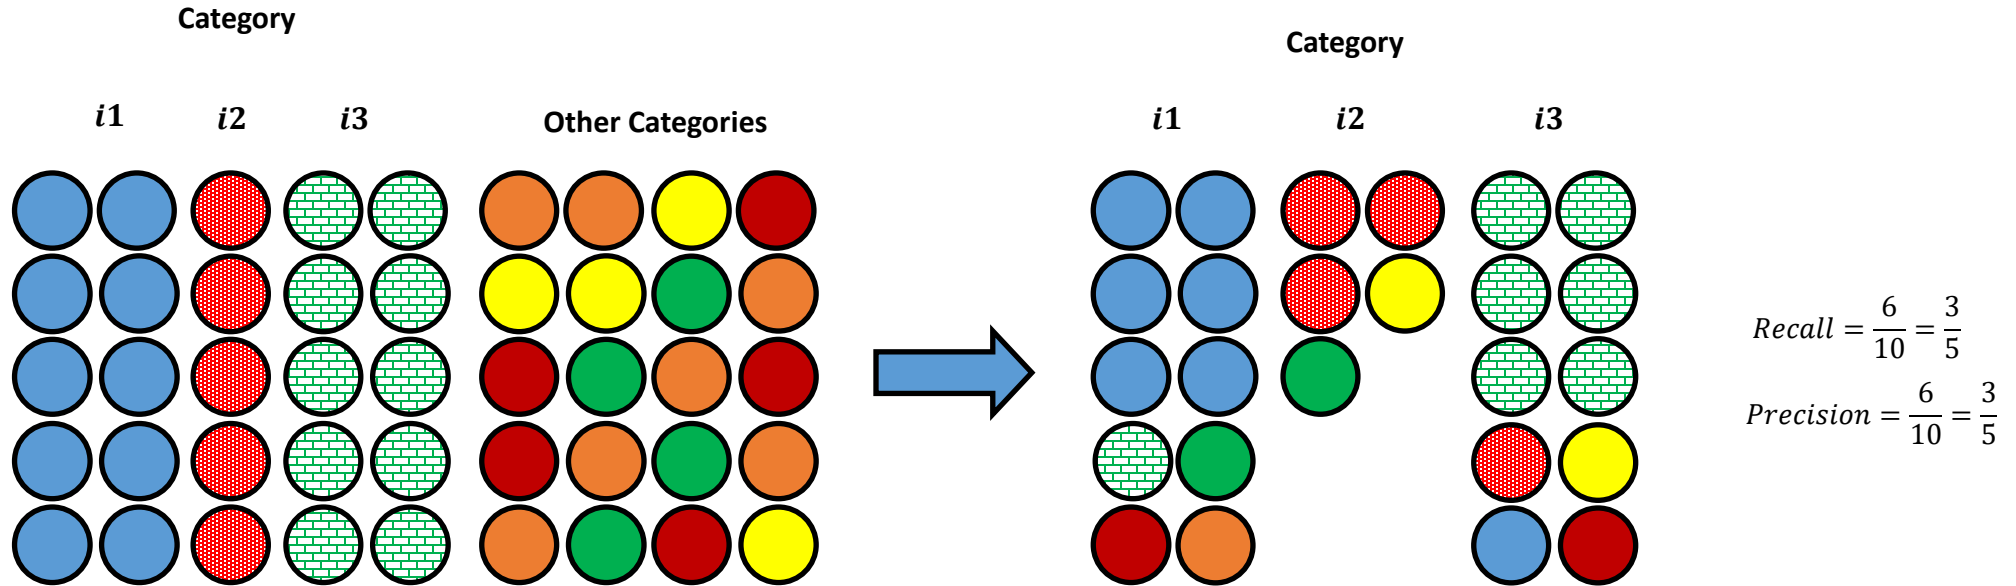 Category
i1 i2 i3 Other Categories
Category
i1 i2 i3
Recall = 6/10 = 3/5
Precision = 6/10 = 3/5